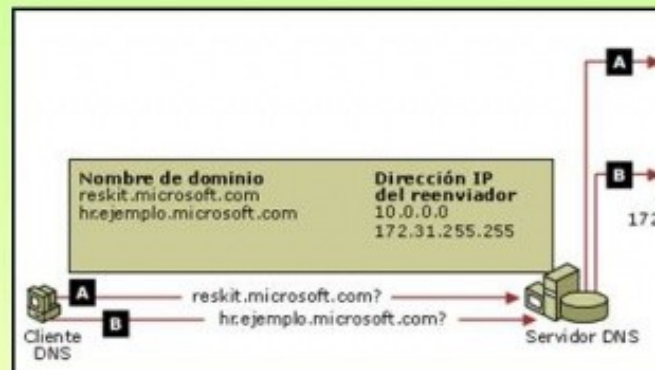 A
B
Nombre de dominio
reskit.microsoft.com
hr.ejemplo.microsoft.com
Dirección IP
del reenviador
10.0.0.0
172.31.255.255
172
A
reskit.microsoft.com?
B
hr.ejemplo.microsoft.com?
Cliente
DNS
Servidor DNS